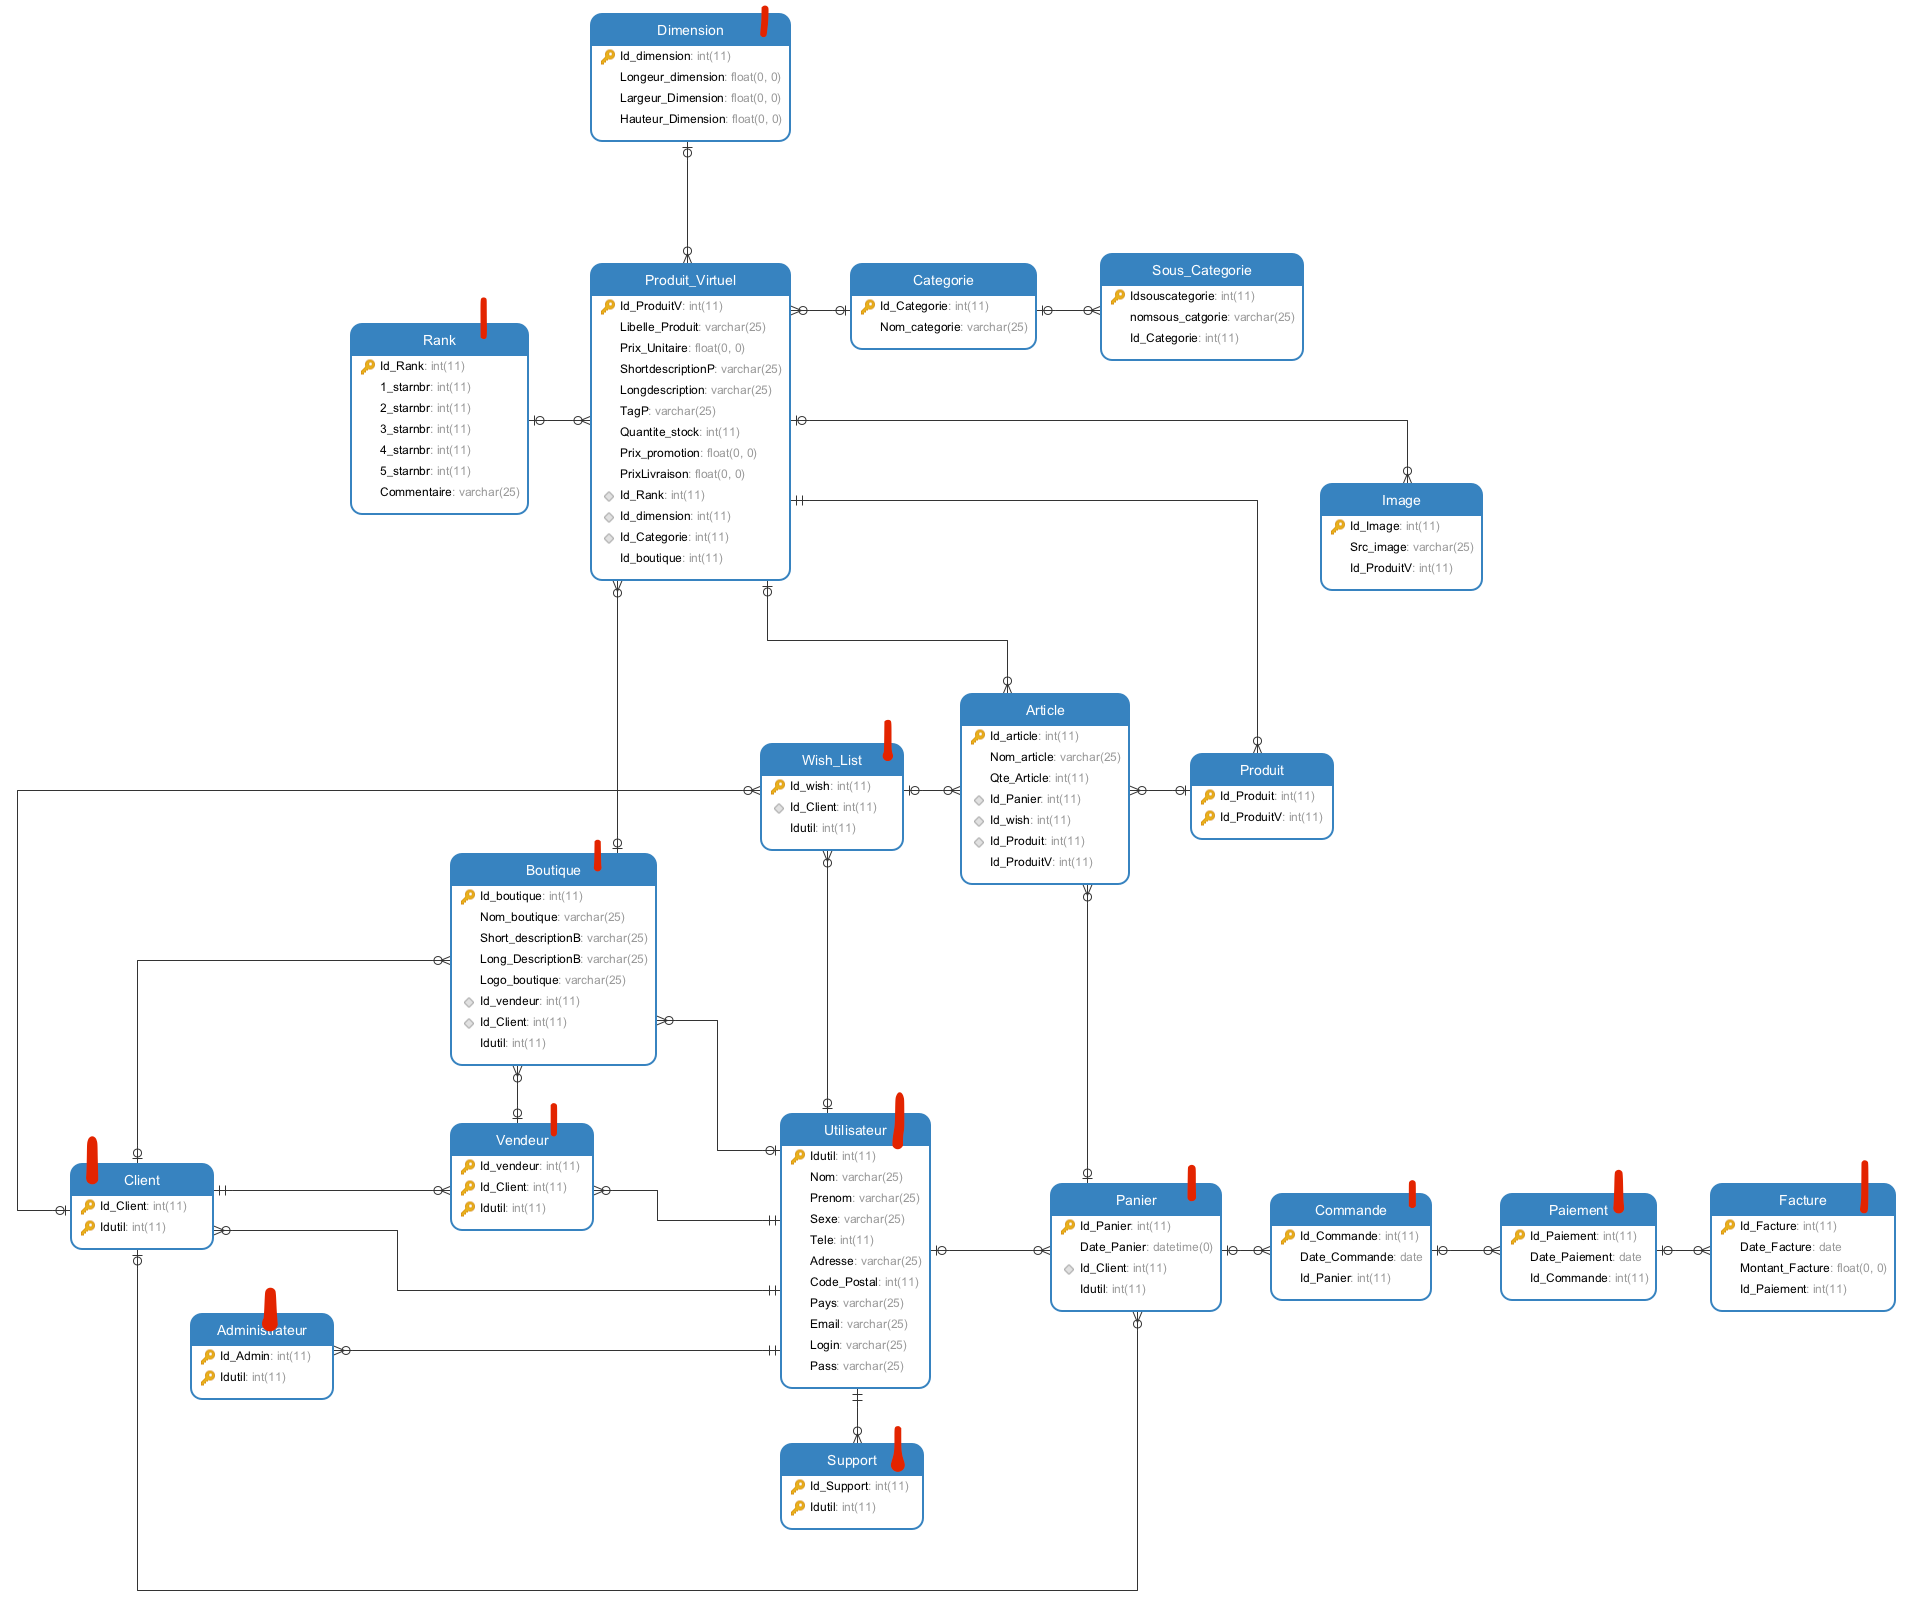 Dimension
Id_dimension: int(11)
Longeur_dimension: float(0, 0)
Largeur_Dimension: float(0, 0)
Hauteur_Dimension: float(0, 0)
Produit_Virtuel
Id_ProduitV: int(11)
Libelle_Produit: varchar(25)
Prix_Unitaire: float(0, 0)
ShortdescriptionP: varchar(25)
Longdescription: varchar(25)
TagP: varchar(25)
Quantite_stock: int(11)
Prix_promotion: float(0, 0)
PrixLivraison: float(0, 0)
Id_Rank: int(11)
Id_dimension: int(11)
Id_Categorie: int(11)
Id_boutique: int(11)
Categorie
Id_Categorie: int(11)
Nom_categorie: varchar(25)
Sous_Categorie
Idsouscategorie: int(11)
nomsous_catgorie: varchar(25)
Id_Categorie: int(11)
Rank
Id_Rank: int(11)
1_starnbr: int(11)
2_starnbr: int(11)
3_starnbr: int(11)
4_starnbr: int(11)
5_starnbr: int(11)
Commentaire: varchar(25)
Image
Id_Image: int(11)
Src_image: varchar(25)
Id_ProduitV: int(11)
Article
Id_article: int(11)
Nom_article: varchar(25)
Qte_Article: int(11)
Id_Panier: int(11)
Id_wish: int(11)
Id_Produit: int(11)
Id_ProduitV: int(11)
Wish_List
Id_wish: int(11)
Id_Client: int(11)
Idutil: int(11)
Produit
Id_Produit: int(11)
Id_ProduitV: int(11)
Boutique
Id_boutique: int(11)
Nom_boutique: varchar(25)
Short_descriptionB: varchar(25)
Long_DescriptionB: varchar(25)
Logo_boutique: varchar(25)
Id_vendeur: int(11)
Id_Client: int(11)
Idutil: int(11)
Vendeur
Id_vendeur: int(11)
Id_Client: int(11)
Idutil: int(11)
Utilisateur
Idutil: int(11)
Nom: varchar(25)
Prenom: varchar(25)
Sexe: varchar(25)
Tele: int(11)
Adresse: varchar(25)
Code_Postal: int(11)
Pays: varchar(25)
Email: varchar(25)
Login: varchar(25)
Pass: varchar(25)
Client
Id_Client: int(11)
Idutil: int(11)
Panier
Id_Panier: int(11)
Date_Panier: datetime(0)
Id_Client: int(11)
Idutil: int(11)
Commande
Id_Commande: int(11)
Date_Commande: date
Id_Panier: int(11)
Paiement
Id_Paiement: int(11)
Date_Paiement: date
Id_Commande: int(11)
Facture
Id_Facture: int(11)
Date_Facture: date
Montant_Facture: float(0, 0)
Id_Paiement: int(11)
Administrateur
Id_Admin: int(11)
Idutil: int(11)
Support
Id_Support: int(11)
Idutil: int(11)